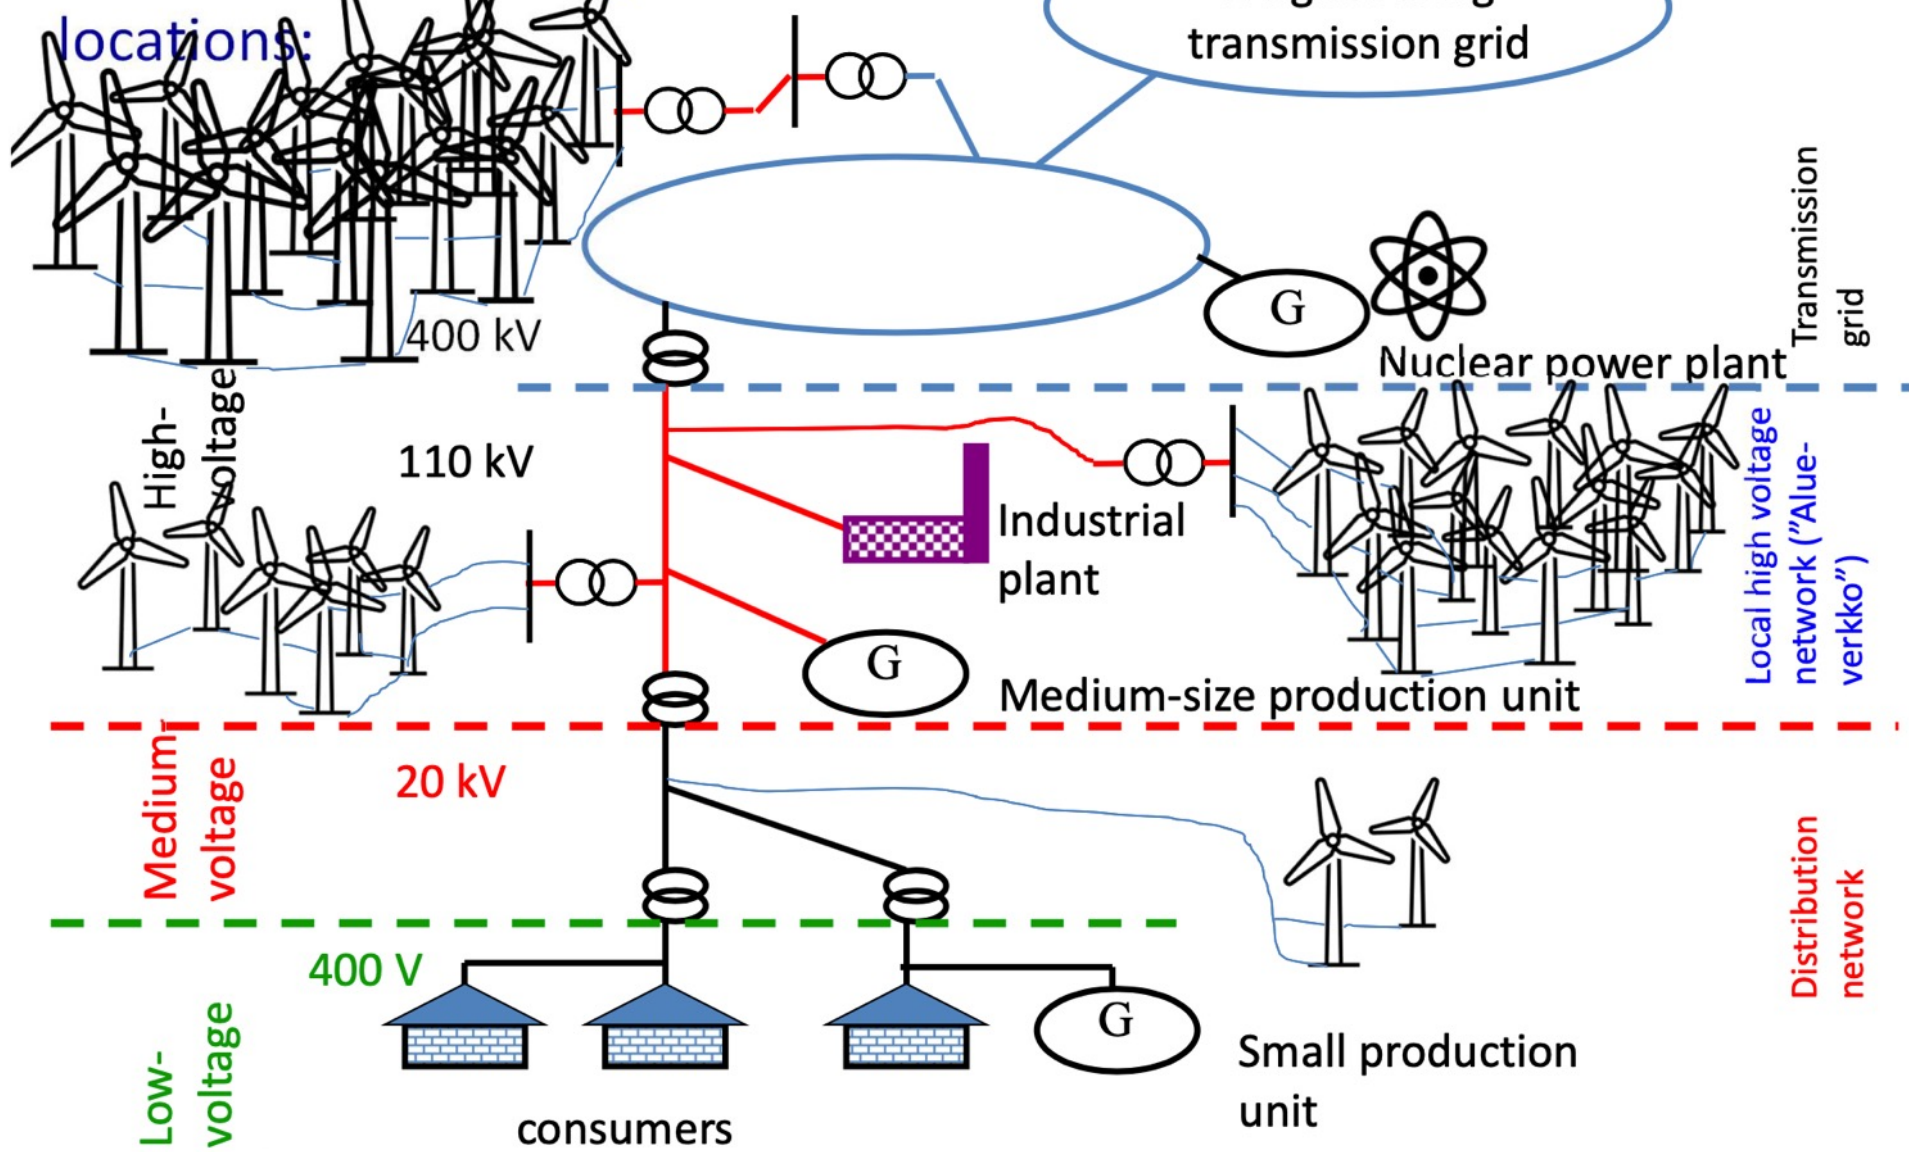 locations:
transmission grid
G
400 kV
Nuclear power plant
Transmission
grid
High-
voltage
110 kV
Industrial
plant
G
Medium-size production unit
Local high voltage
network (”Alue-
verkko”)
Medium-
voltage
20 kV
Distribution
network
400 V
G
Low-
voltage
Small production
unit
consumers